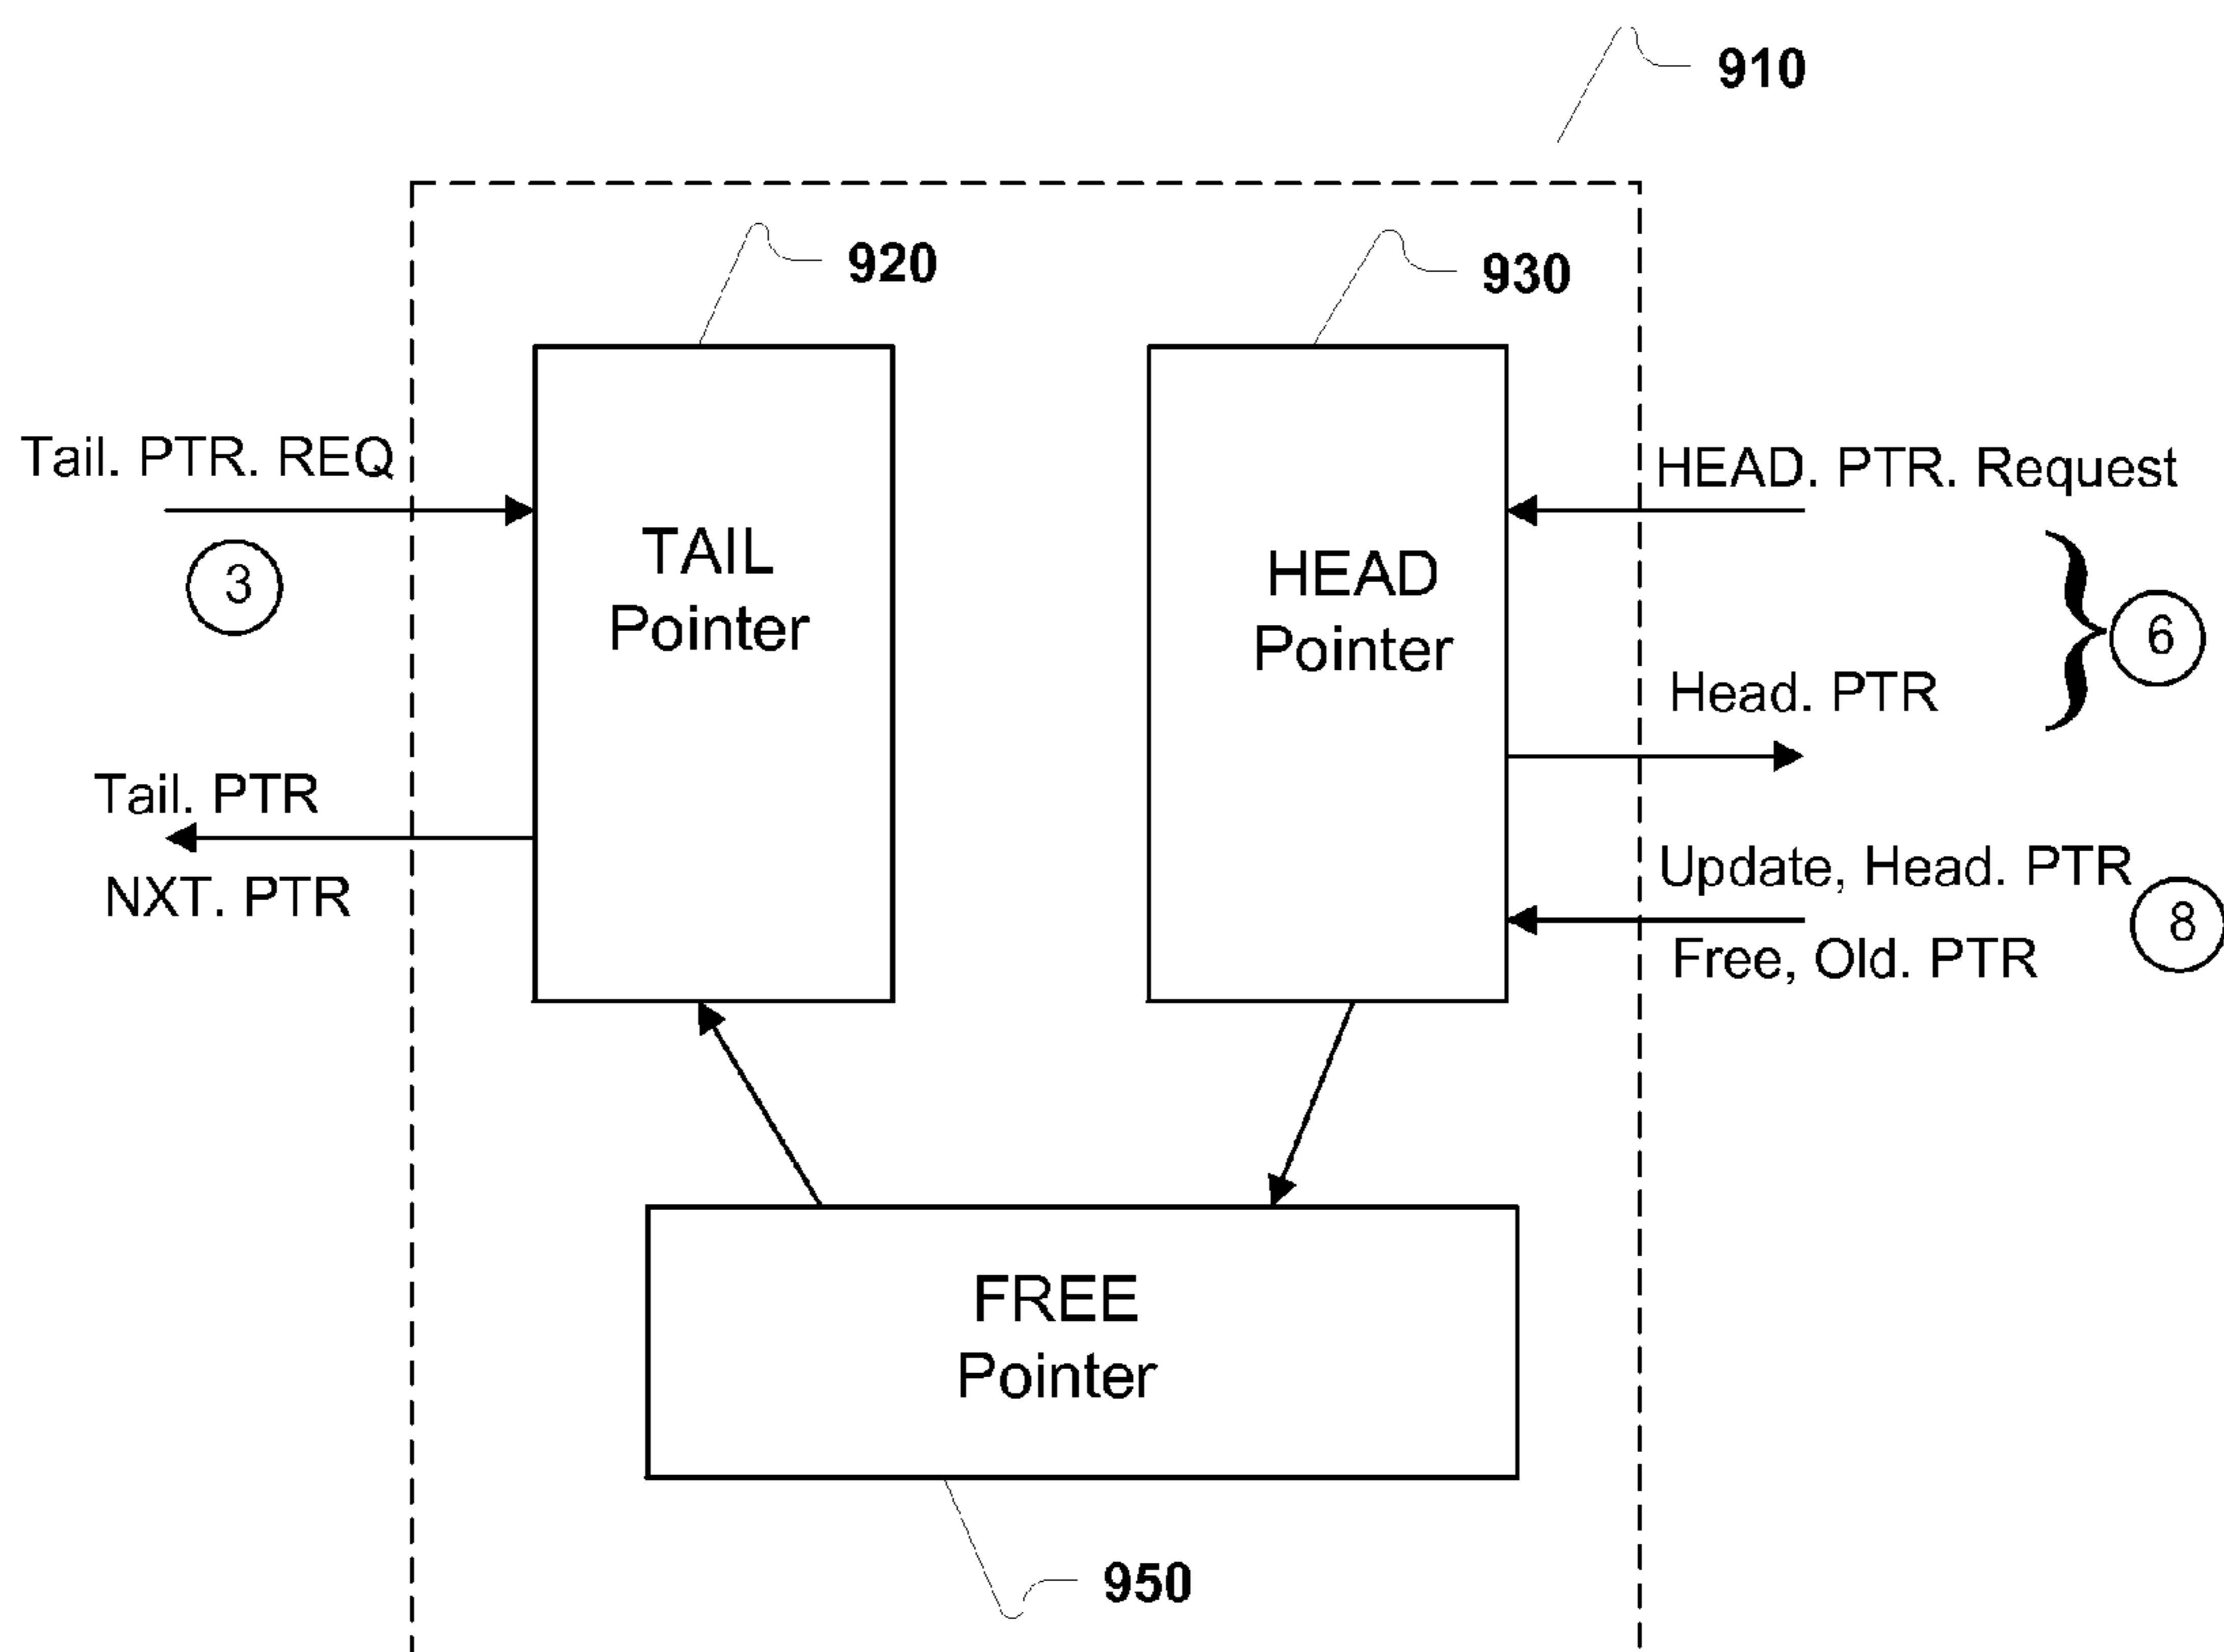 910
920
930
Tail. PTR. REQ
3
TAIL
Pointer
HEAD
Pointer
HEAD. PTR. Request
6
Head. PTR
Tail. PTR
NXT. PTR
Update, Head. PTR
8
Free, Old. PTR
FREE
Pointer
950